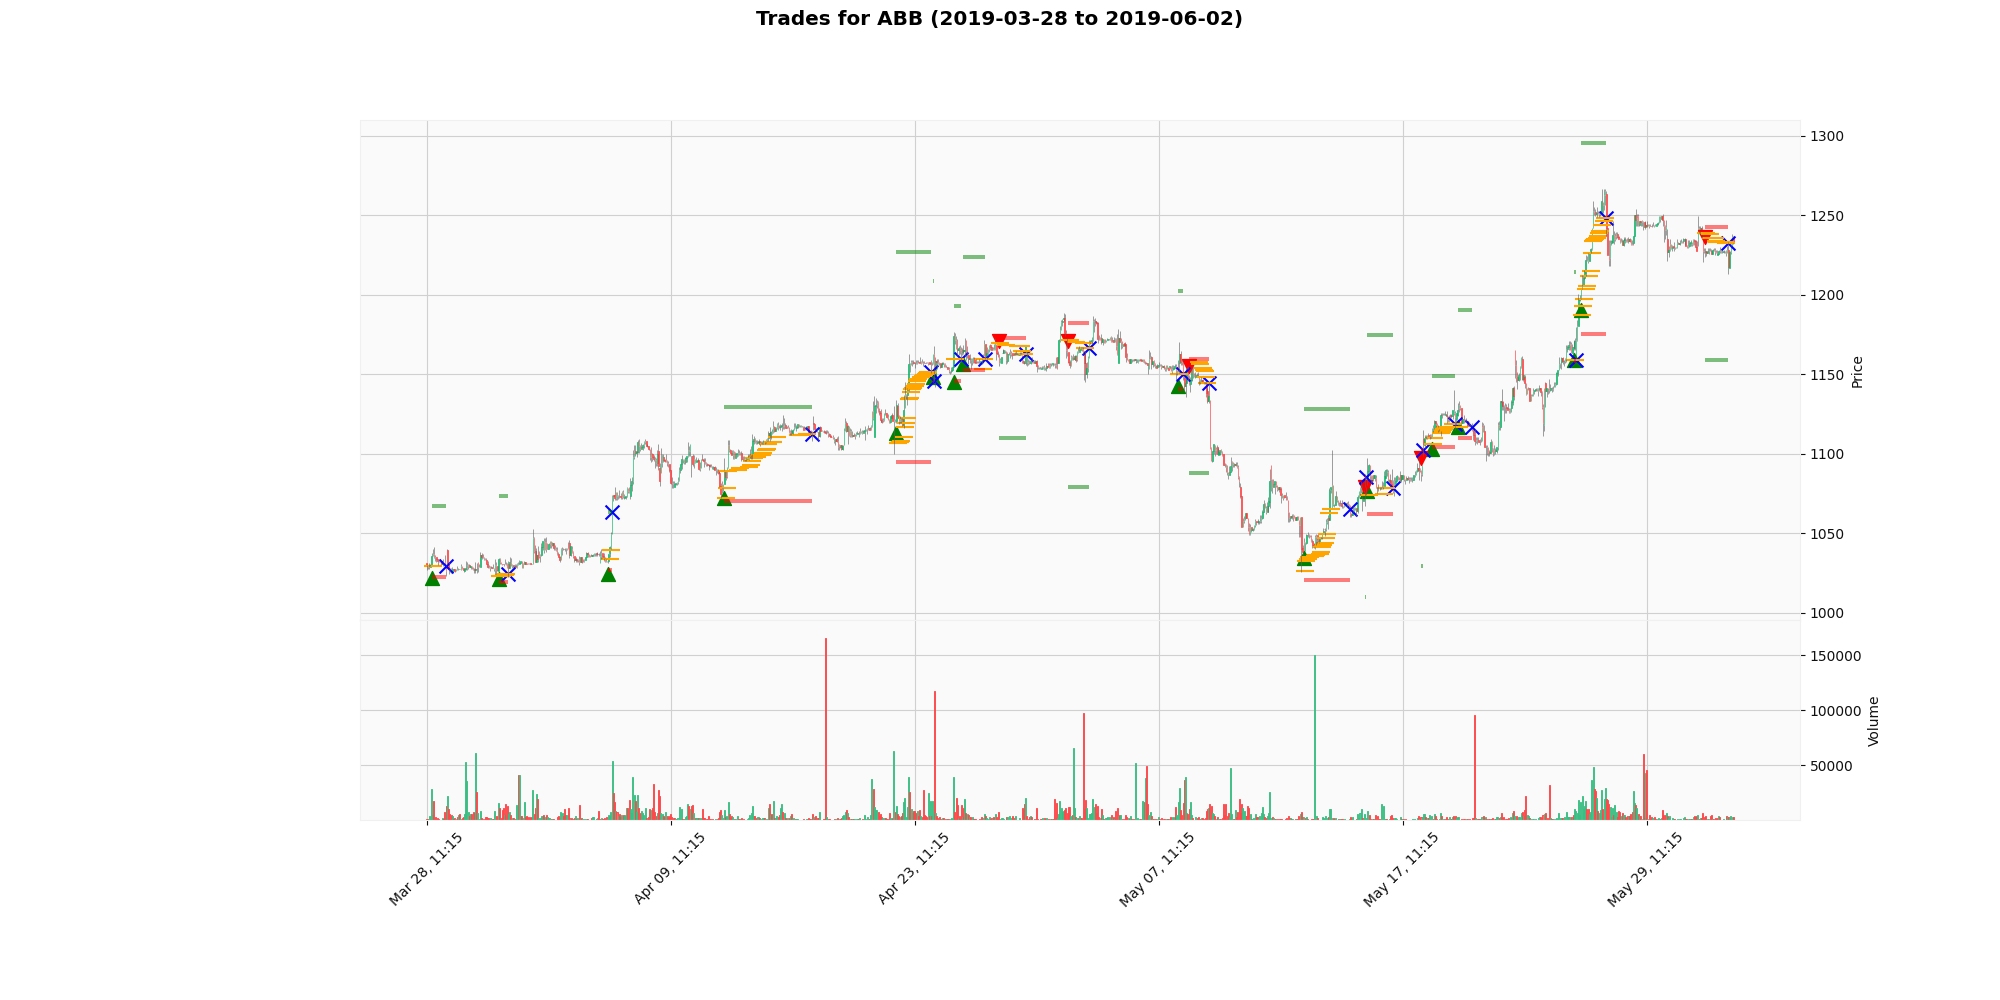 Trades for ABB (2019-03-28 to 2019-06-02)
1300
1250
1200
1150
1100
1050
1000
Price
150000
100000
50000
Volume
Mar 28, 11:15
Apr 09, 11:15
Apr 23, 11:15
May 07, 11:15
May 17, 11:15
May 29, 11:15